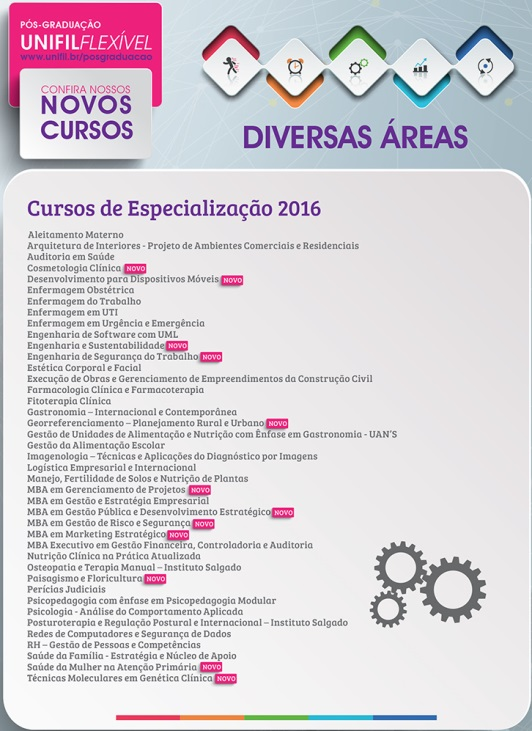 PÓS-GRADUAÇÃO
UNIFILFLEXÍVEL
www.unifil.br/posgraduacao
CONFIRA NOSSOS
NOVOS
CURSOS
DIVERSAS ÁREAS
Cursos de Especialização 2016
Aleitamento Materno
Arquitetura de Interiores - Projeto de Ambientes Comerciais e Residenciais
Auditoria em Saúde
Cosmetologia Clínica NOVO
Desenvolvimento para Dispositivos Móveis NOVO
Enfermagem Obstétrica
Enfermagem do Trabalho
Enfermagem em UTI
Enfermagem em Urgência e Emergência
Engenharia de Software com UML
Engenharia e Sustentabilidade NOVO
Engenharia de Segurança do Trabalho NOVO
Estética Corporal e Facial
Execução de Obras e Gerenciamento de Empreendimentos da Construção Civil
Farmacologia Clínica e Farmacoterapia
Fitoterapia Clínica
Gastronomia – Internacional e Contemporânea
Georreferenciamento – Planejamento Rural e Urbano NOVO
Gestão de Unidades de Alimentação e Nutrição com Ênfase em Gastronomia - UAN'S
Gestão da Alimentação Escolar
Imagenologia – Técnicas e Aplicações do Diagnóstico por Imagens
Logística Empresarial e Internacional
Manejo, Fertilidade de Solos e Nutrição de Plantas
MBA em Gerenciamento de Projetos NOVO
MBA em Gestão e Estratégia Empresarial
MBA em Gestão Pública e Desenvolvimento Estratégico NOVO
MBA em Gestão de Risco e Segurança NOVO
MBA em Marketing Estratégico NOVO
MBA Executivo em Gestão Financeira, Controladoria e Auditoria
Nutrição Clínica na Prática Atualizada
Osteopatia e Terapia Manual – Instituto Salgado
Paisagismo e Floricultura NOVO
Perícias Judiciais
Psicopedagogia com ênfase em Psicopedagogia Modular
Psicologia - Análise do Comportamento Aplicada
Posturoterapia e Regulação Postural e Internacional – Instituto Salgado
Redes de Computadores e Segurança de Dados
RH – Gestão de Pessoas e Competências
Saúde da Família - Estratégia e Núcleo de Apoio
Saúde da Mulher na Atenção Primária NOVO
Técnicas Moleculares em Genética Clínica NOVO